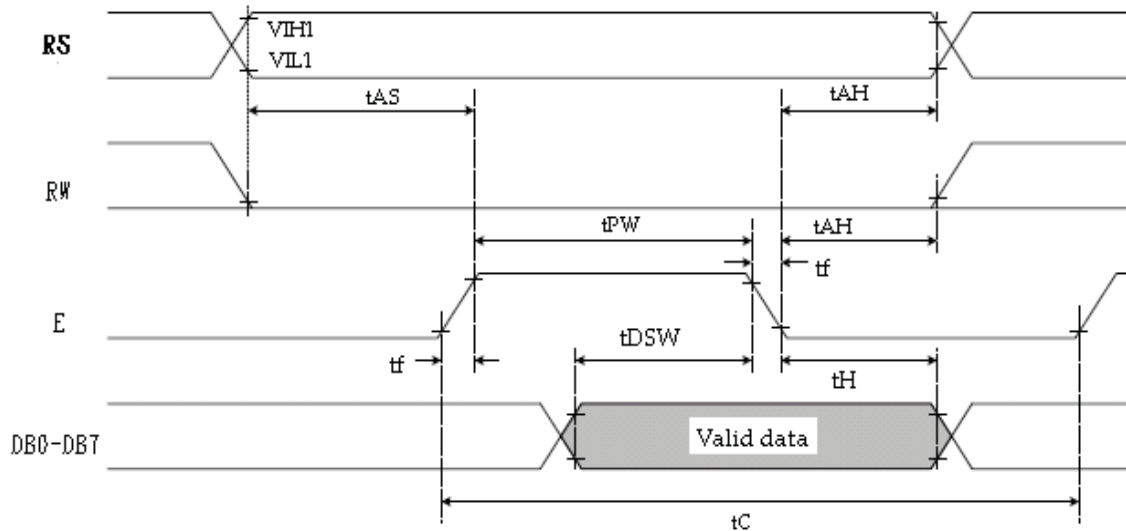 RS
VIH1
VIL1
tAS
tAH
RW
tPW
tAH
tf
E
tDSW
tf
tH
DB0-DB7
Valid data
tC